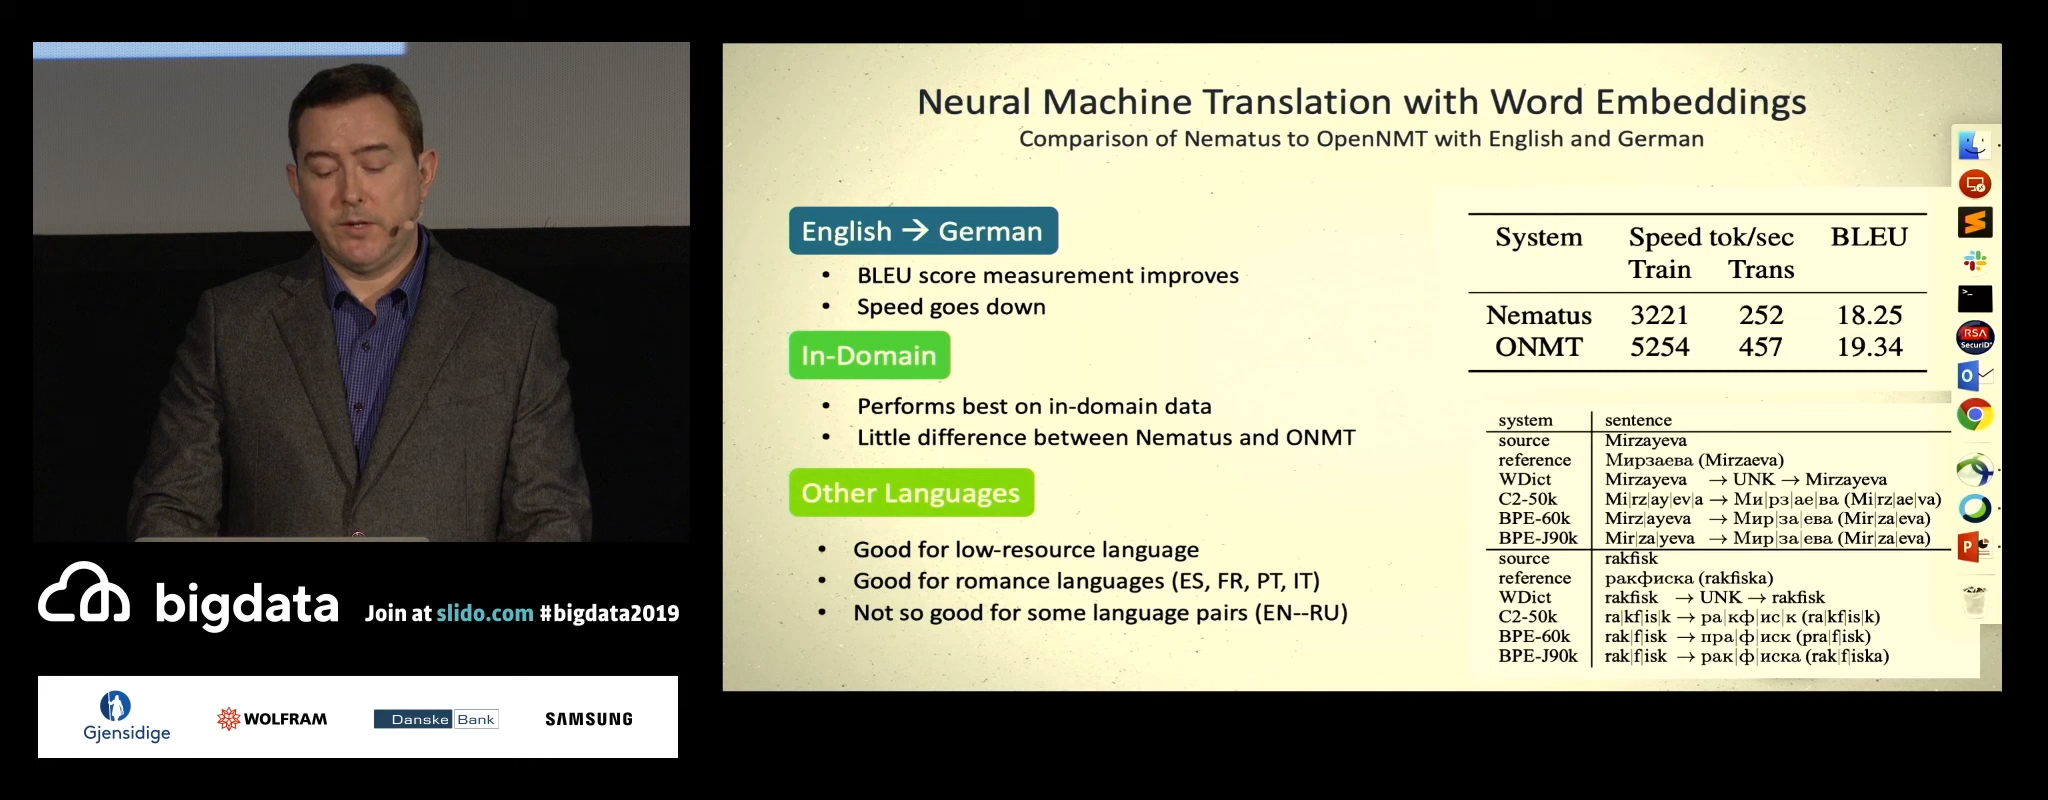 Neural Machine Translation with Word Embeddings
Comparison of Nematus to OpenNMT with English and German
English → German
• BLEU score measurement improves
• Speed goes down
In-Domain
• Performs best on in-domain data
• Little difference between Nematus and ONMT
Other Languages
• Good for low-resource language
• Good for romance languages (ES, FR, PT, IT)
• Not so good for some language pairs (EN--RU)
System Speed tok/sec BLEU
Train Trans
Nematus 3221 252 18.25
ONMT 5254 457 19.34
system sentence
source Mirzayeva
reference Мирзаева (Mirzaeva)
WDict Mirzayeva → UNK → Mirzayeva
C2-50k Mi|rz|ay|ev|a → Ми|рз|ае|ва (Mi|rz|ae|va)
BPE-60k Mirz|ayeva → Мир|за|ева (Mir|za|eva)
BPE-J90k Mir|za|yeva → Мир|за|ева (Mir|za|eva)
source rakfisk
reference ракфиска (rakfiska)
WDict rakfisk → UNK → rakfisk
C2-50k ra|kf|is|k → ра|кф|ис|к (ra|kf|is|k)
BPE-60k rak|f|isk → пра|ф|иск (pra|f|isk)
BPE-J90k rak|f|isk → рак|ф|иска (rak|f|iska)
>_
RSA
SecurID
O
P
bigdata Join at slido.com #bigdata2019
Gjensidige WOLFRAM Danske Bank SAMSUNG